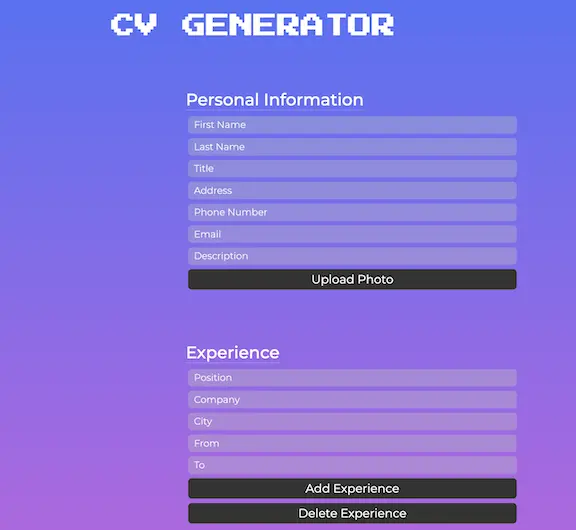 CV GENERATOR
Personal Information
First Name
Last Name
Title
Address
Phone Number
Email
Description
Upload Photo
Experience
Position
Company
City
From
To
Add Experience
Delete Experience